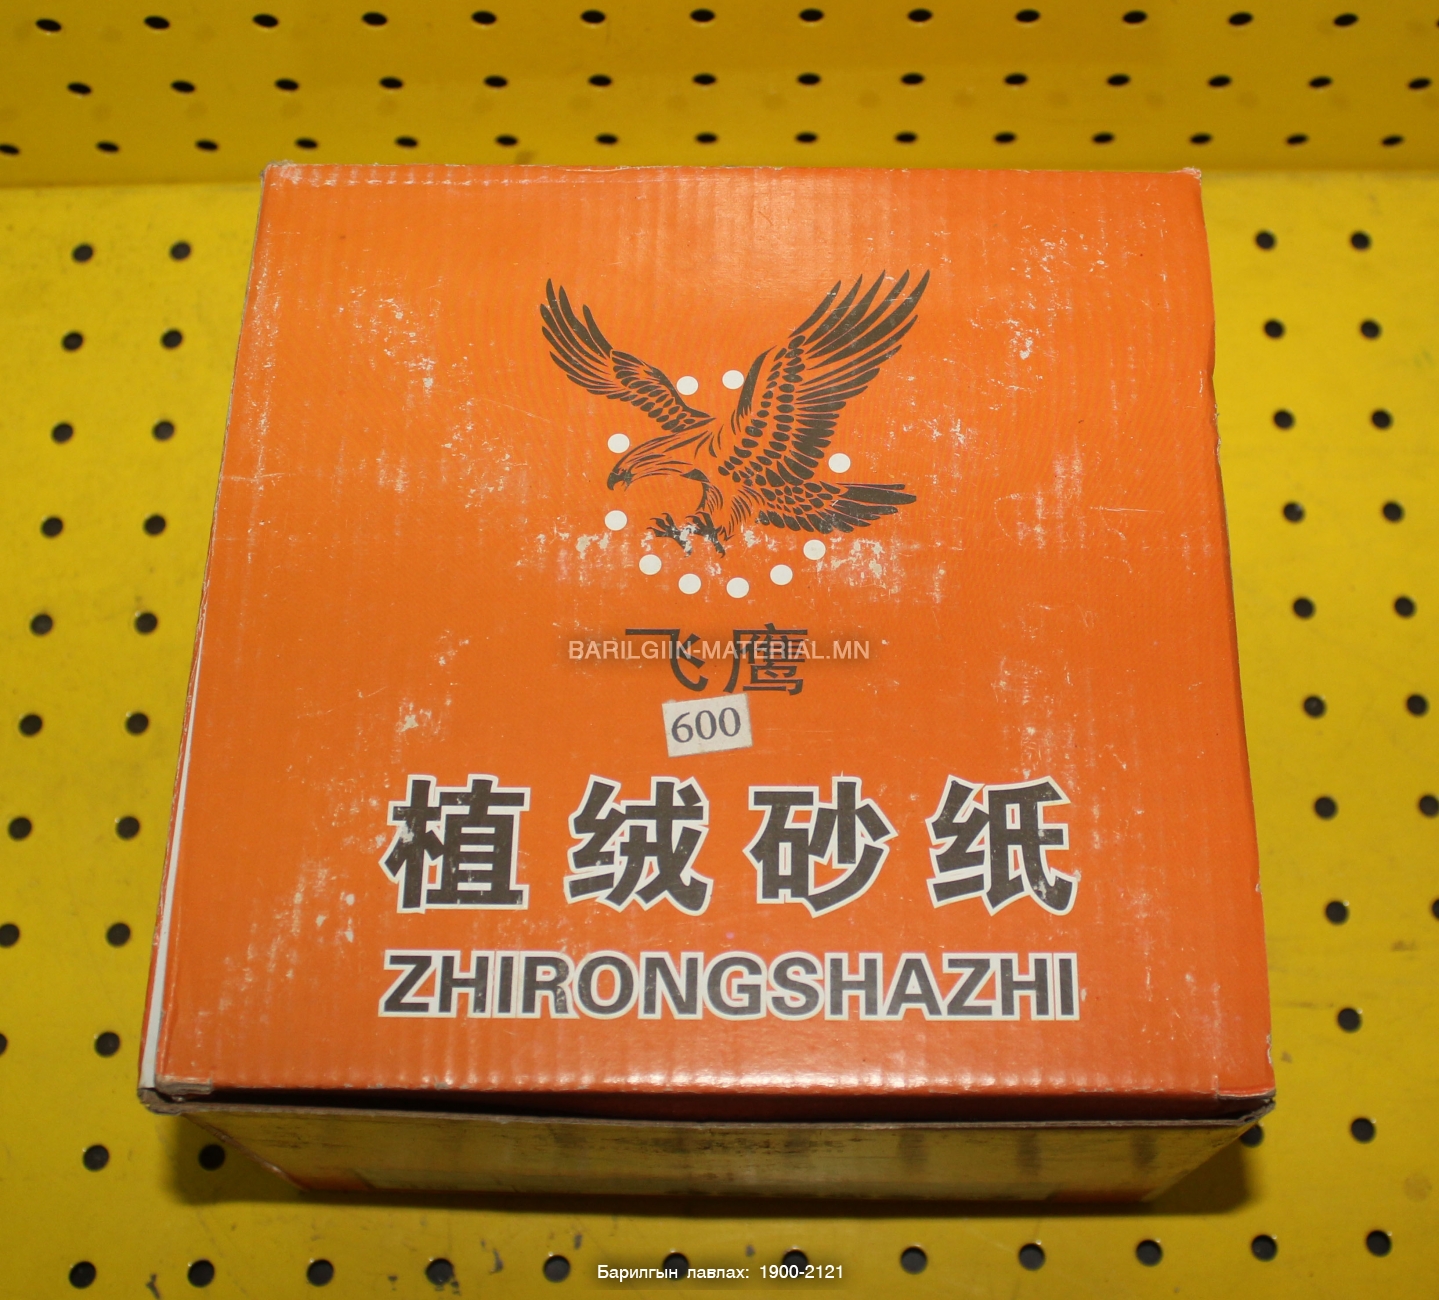 BARILGIIN-MATERIAL.MN
飞鹰
600
植绒砂纸
ZHIRONGSHAZHI
Барилгын лавлах: 1900-2121